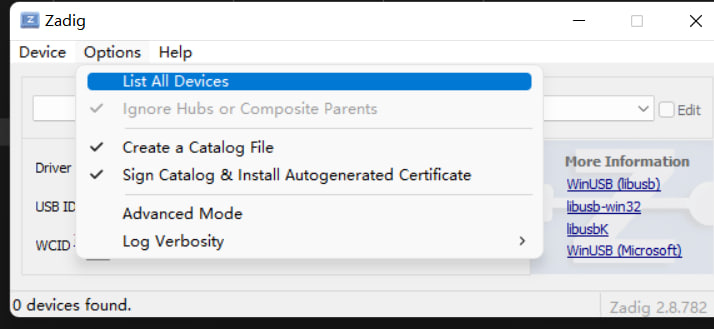 Zadig
Device Options Help
List All Devices
Ignore Hubs or Composite Parents
Edit
Create a Catalog File
Sign Catalog & Install Autogenerated Certificate
Advanced Mode
Log Verbosity
Driver
USB ID
WCID
More Information
WinUSB (libusb)
libusb-win32
libusbK
WinUSB (Microsoft)
0 devices found.
Zadig 2.8.782